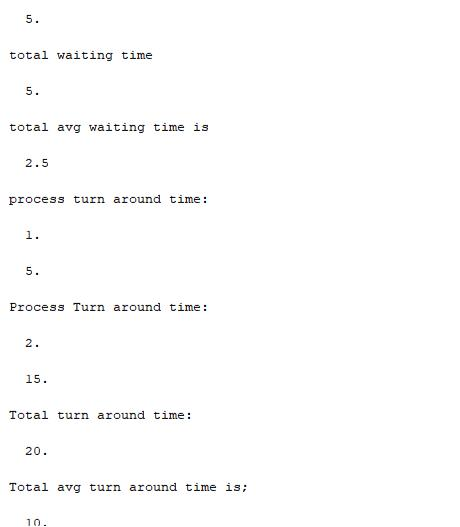 5.
total waiting time
5.
total avg waiting time is
2.5
process turn around time:
1.
5.
Process Turn around time:
2.
15.
Total turn around time:
20.
Total avg turn around time is;
10.